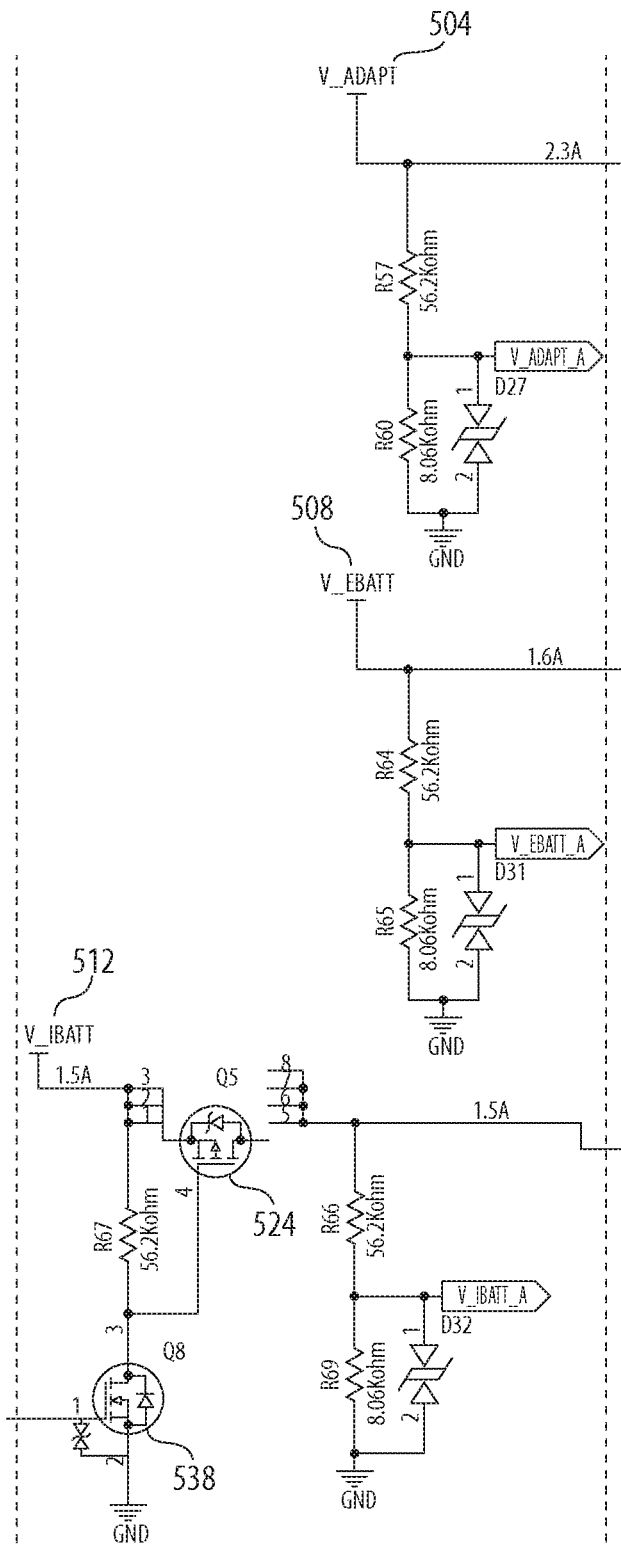 504
V_ADAPT
2.3A
R57
56.2Kohm
V_ADAPT_A
D27
1
2
R60
8.06Kohm
GND
508
V_EBATT
1.6A
R64
56.2Kohm
V_EBATT_A
D31
1
2
R65
8.06Kohm
GND
512
V_IBATT
1.5A
3
2
1
Q5
8
7
6
5
1.5A
4
524
R67
56.2Kohm
R66
56.2Kohm
V_IBATT_A
D32
1
2
R69
8.06Kohm
GND
3
Q8
1
2
538
GND